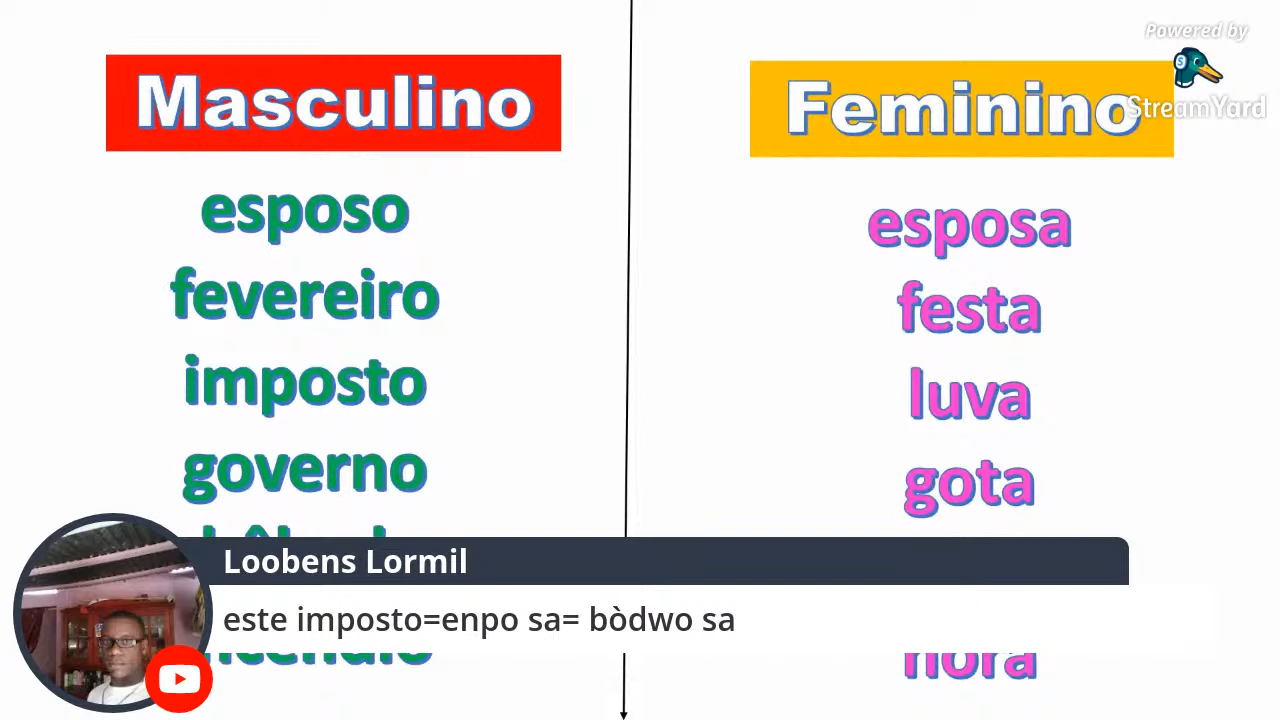 Powered by
StreamYard
Masculino
Feminino
esposo
esposa
fevereiro
festa
imposto
luva
governo
gota
Loobens Lormil
este imposto=enpo sa= bòdwo sa